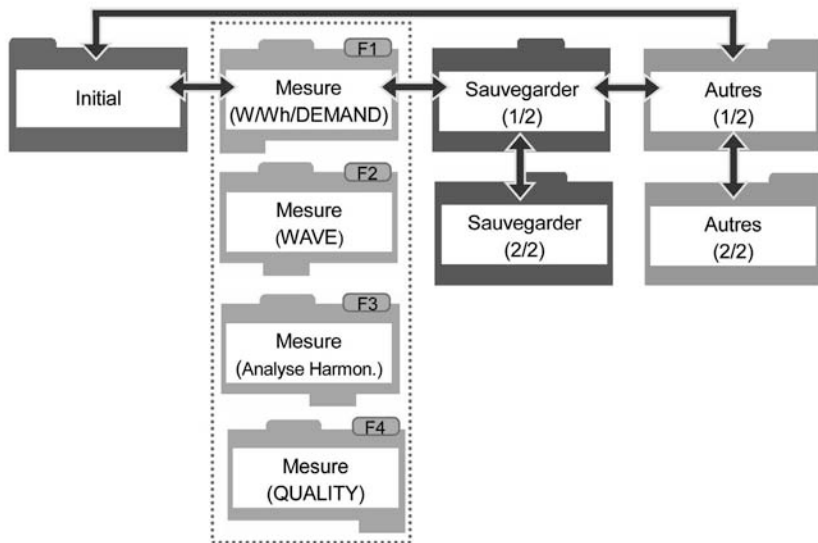 Initial
F1
Mesure
(W/Wh/DEMAND)
F2
Mesure
(WAVE)
F3
Mesure
(Analyse Harmon.)
F4
Mesure
(QUALITY)
Sauvegarder
(1/2)
Sauvegarder
(2/2)
Autres
(1/2)
Autres
(2/2)